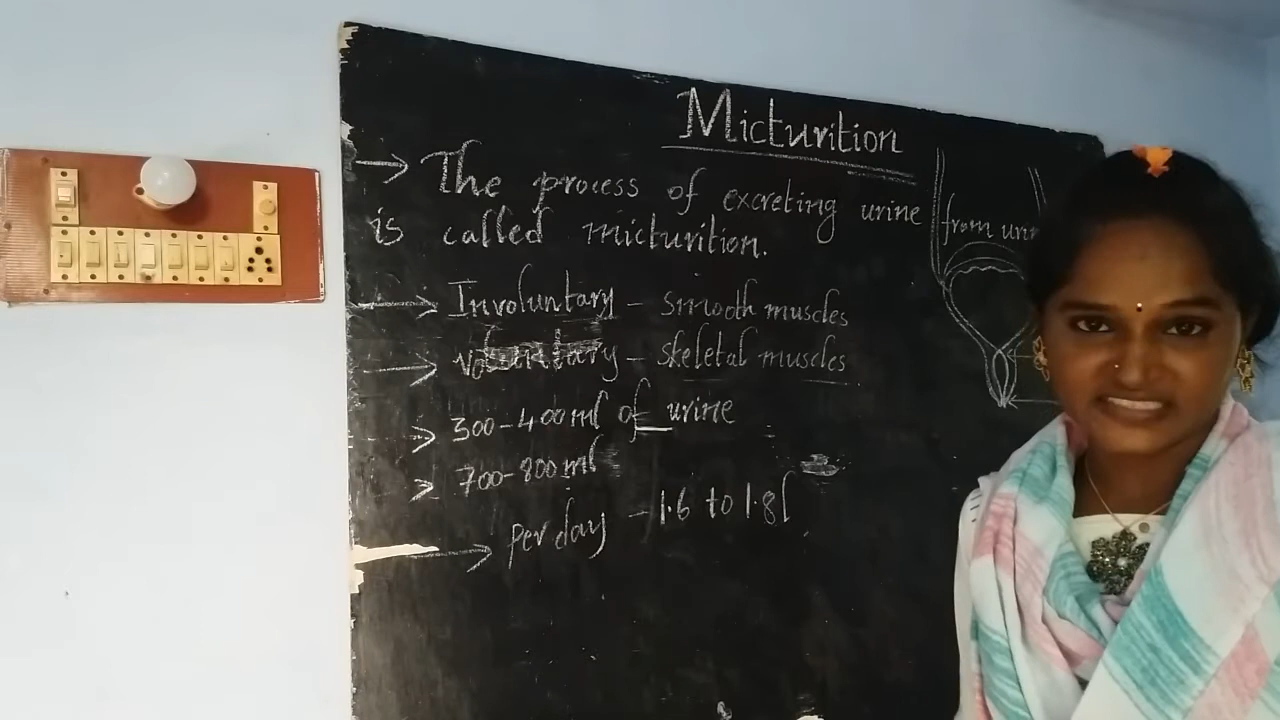 Micturition
→ The process of excreting urine from
is called micturition.
→ Involuntary - smooth muscles
→ Voluntary - skeletal muscles
→ 300-400ml of urine
> 700-800ml
→ Per day - 1.6 to 1.8l